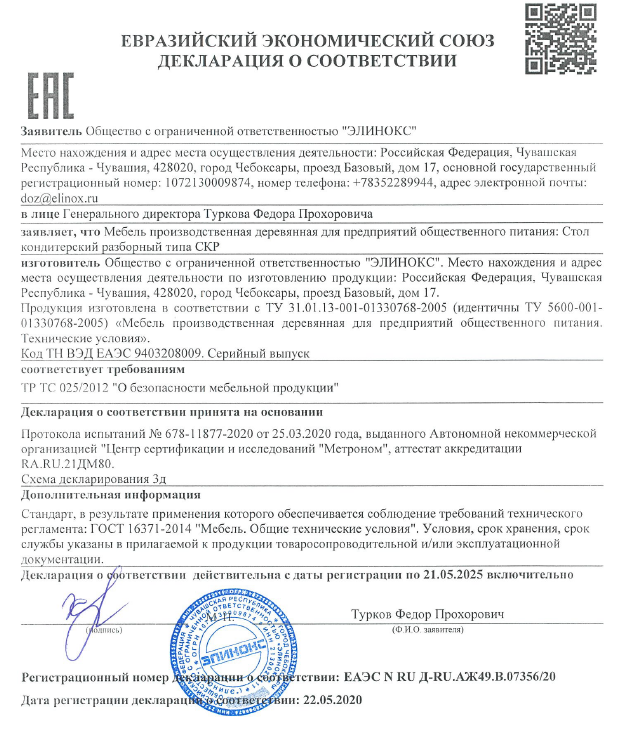 ЕВРАЗИЙСКИЙ ЭКОНОМИЧЕСКИЙ СОЮЗ
ДЕКЛАРАЦИЯ О СООТВЕТСТВИИ
ЕАС
Заявитель Общество с ограниченной ответственностью "ЭЛИНОКС"
Место нахождения и адрес места осуществления деятельности: Российская Федерация, Чувашская
Республика - Чувашия, 428020, город Чебоксары, проезд Базовый, дом 17, основной государственный
регистрационный номер: 1072130009874, номер телефона: +78352289944, адрес электронной почты:
doz@elinox.ru
в лице Генерального директора Туркова Федора Прохоровича
заявляет, что Мебель производственная деревянная для предприятий общественного питания: Стол
кондитерский разборный типа СКР
изготовитель Общество с ограниченной ответственностью "ЭЛИНОКС". Место нахождения и адрес
места осуществления деятельности по изготовлению продукции: Российская Федерация, Чувашская
Республика - Чувашия, 428020, город Чебоксары, проезд Базовый, дом 17.
Продукция изготовлена в соответствии с ТУ 31.01.13-001-01330768-2005 (идентичны ТУ 5600-001-
01330768-2005) «Мебель производственная деревянная для предприятий общественного питания.
Технические условия».
Код ТН ВЭД ЕАЭС 9403208009. Серийный выпуск
соответствует требованиям
ТР ТС 025/2012 "О безопасности мебельной продукции"
Декларация о соответствии принята на основании
Протокола испытаний № 678-11877-2020 от 25.03.2020 года, выданного Автономной некоммерческой
организацией "Центр сертификации и исследований "Метроном", аттестат аккредитации
RA.RU.21ДМ80.
Схема декларирования 3д
Дополнительная информация
Стандарт, в результате применения которого обеспечивается соблюдение требований технического
регламента: ГОСТ 16371-2014 "Мебель. Общие технические условия". Условия, срок хранения, срок
службы указаны в прилагаемой к продукции товаросопроводительной и/или эксплуатационной
документации.
Декларация о соответствии действительна с даты регистрации по 21.05.2025 включительно
М.П.
Турков Федор Прохорович
(подпись)
(Ф.И.О. заявителя)
ЭЛИНОКС
Регистрационный номер декларации о соответствии: ЕАЭС N RU Д-RU.АЖ49.В.07356/20
Дата регистрации декларации о соответствии: 22.05.2020